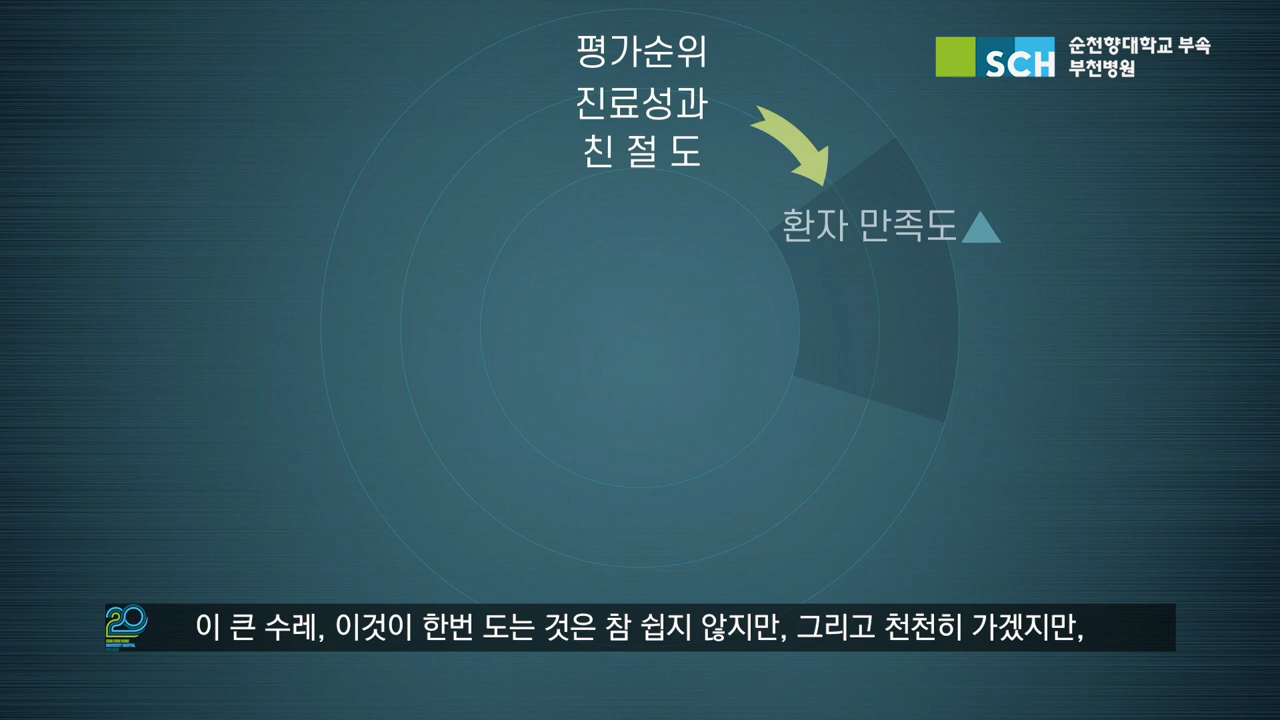 평가순위
진료성과
친 절 도
SCH
순천향대학교 부속
부천병원
환자 만족도▲
20
이 큰 수레, 이것이 한번 도는 것은 참 쉽지 않지만, 그리고 천천히 가겠지만,